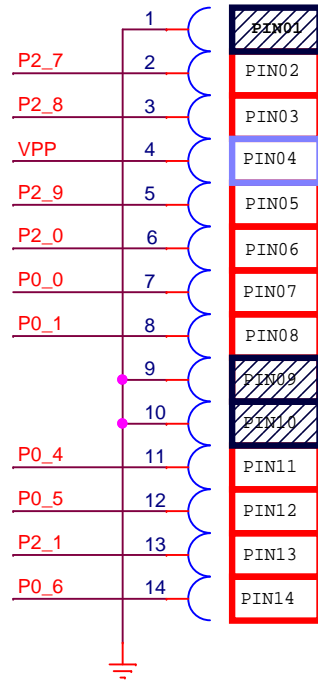 1 PIN01
P2_7 2 PIN02
P2_8 3 PIN03
VPP 4 PIN04
P2_9 5 PIN05
P2_0 6 PIN06
P0_0 7 PIN07
P0_1 8 PIN08
9 PIN09
10 PIN10
P0_4 11 PIN11
P0_5 12 PIN12
P2_1 13 PIN13
P0_6 14 PIN14